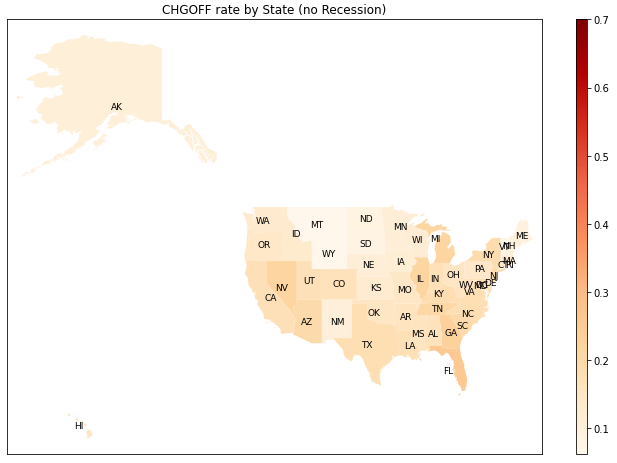 CHGOFF rate by State (no Recession)
0.7
0.6
0.5
0.4
0.3
0.2
0.1
AK
WA
MT
ND
MN
ME
ID
OR
SD
WI
MI
NY
VT
NH
WY
IA
MA
NE
PA
CT
RI
UT
CO
IL
IN
OH
NJ
NV
KS
MO
KY
WV
DE
CA
VA
AZ
NM
OK
AR
TN
NC
SC
TX
LA
MS
AL
GA
FL
HI